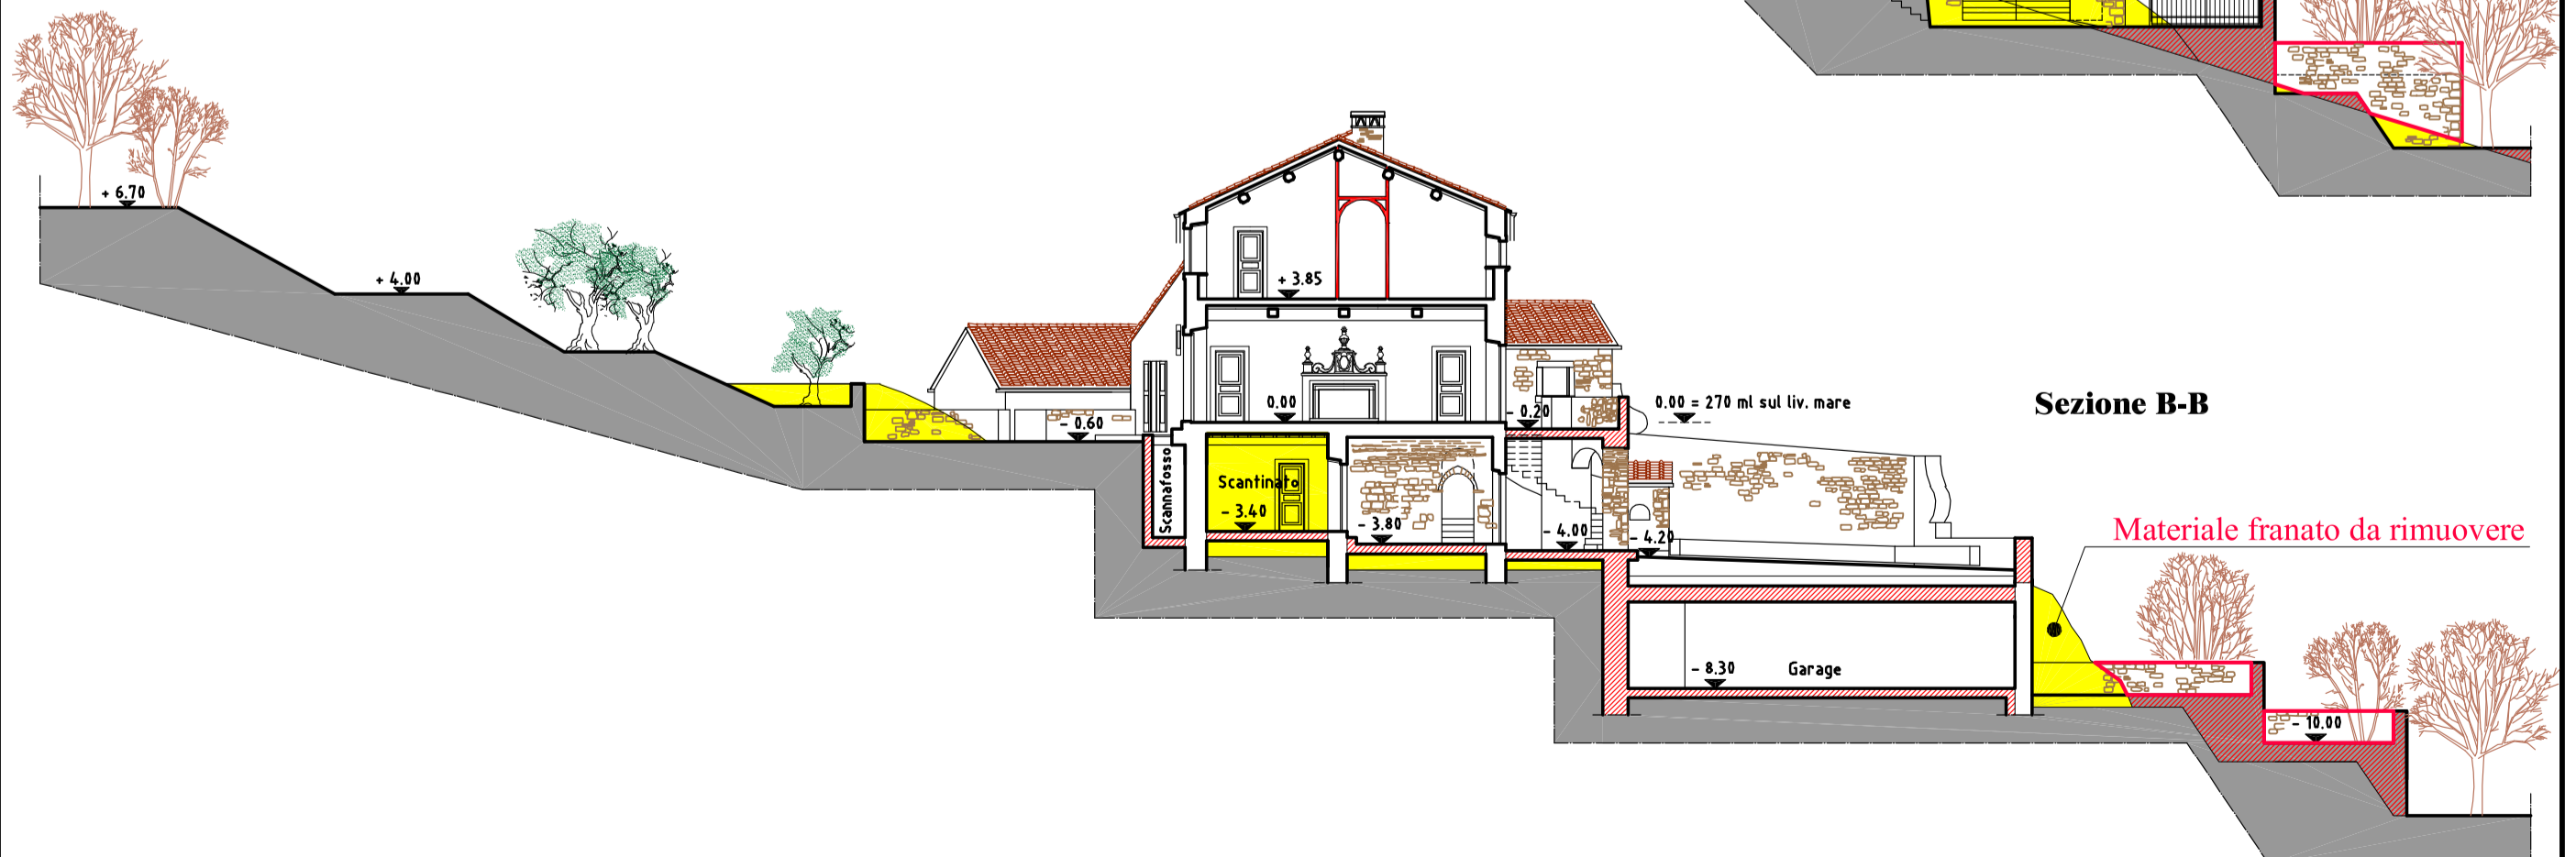 + 6.70
+ 4.00
+ 3.85
0.00
- 0.20
0.00 = 270 ml sul liv. mare
Sezione B-B
- 0.60
Scannafosso
Scantinato
- 3.40
- 3.80
- 4.00
- 4.20
Materiale franato da rimuovere
- 8.30
Garage
- 10.00